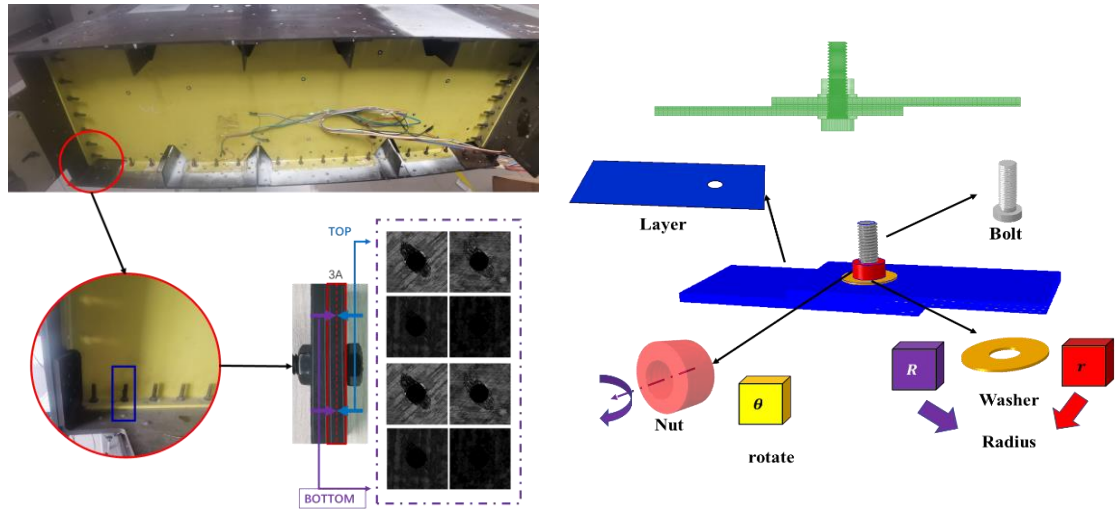 TOP
3A
BOTTOM
Layer
Bolt
R
r
θ
Nut
Washer
Radius
rotate